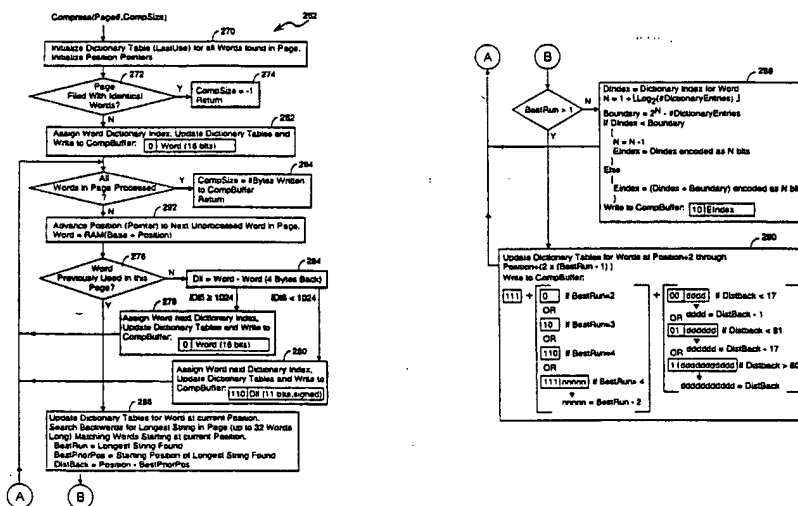 Compress(Page#,CompSize)
262
270
Initialize Dictionary Table (LastUse) for all Words found in Page.
Initialize Position Pointers
272
Page
Filled With Identical
Words?
Y
274
CompSize = -1
Return
N
282
Assign Word Dictionary Index, Update Dictionary Tables and
Write to CompBuffer: 0 Word (16 bits)
All
Words in Page Processed
?
Y
CompSize = #Bytes Written
to CompBuffer
Return
N
292
Advance Position (Pointer) to Next Unprocessed Word in Page.
Word = RAM(Base + Position)
276
Word
Previously Used in this
Page?
N
284
Dif = Word - Word (4 Bytes Back)
Y
|Dif| ≥ 1024
|Dif| < 1024
278
Assign Word next Dictionary Index,
Update Dictionary Tables and Write to
CompBuffer:
0 Word (16 bits)
280
Assign Word next Dictionary Index,
Update Dictionary Tables and Write to
CompBuffer: 110 Dif (11 bits,signed)
Update Dictionary Tables for Word at current Position.
Search Backwards for Longest String in Page (up to 32 Words
Long) Matching Words Starting at current Position.
BestRun = Longest String Found
BestPriorPos = Starting Position of Longest String Found
DistBack = Position - BestPriorPos
A
B
A
B
BestRun > 1
N
Y
DIndex = Dictionary Index for Word
N = 1 + ⌊Log2(#DictionaryEntries) ⌋
Boundary = 2^N - #DictionaryEntries
If DIndex < Boundary
N = N -1
EIndex = DIndex encoded as N bits
Else
EIndex = (DIndex + Boundary) encoded as N bits
Write to CompBuffer: 10 EIndex
290
Update Dictionary Tables for Words at Position+2 through
Position+(2 x (BestRun - 1) )
Write to CompBuffer:
111 +
0 if BestRun=2
OR
10 if BestRun=3
OR
110 if BestRun=4
OR
111 nnnnn if BestRun> 4
nnnnn = BestRun - 2
+
00 dddd if Distback < 17
OR dddd = DistBack - 1
01 dddddd if Distback < 81
OR dddddd = DistBack - 17
1 dddddddddd if Distback > 80
dddddddddd = DistBack